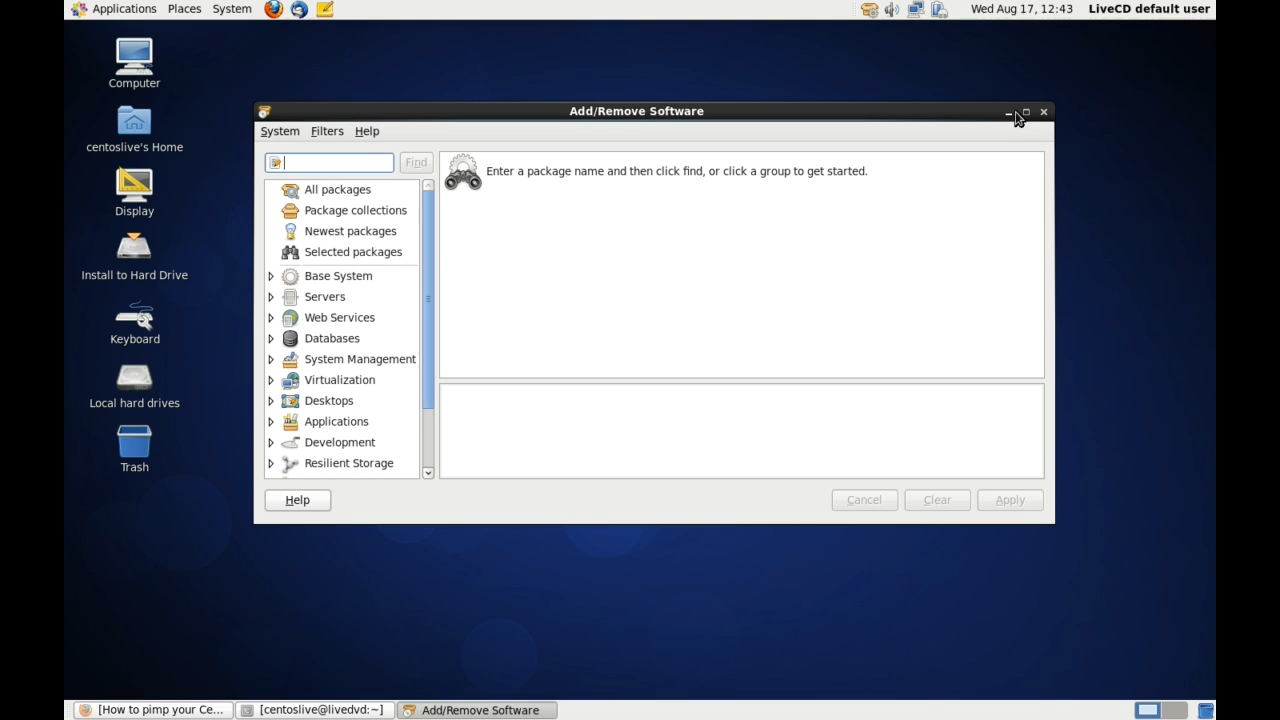 Applications Places System Wed Aug 17, 12:43 LiveCD default user
Computer
centoslive's Home
Display
Install to Hard Drive
Keyboard
Local hard drives
Trash
Add/Remove Software
System Filters Help
Find
All packages
Package collections
Newest packages
Selected packages
Base System
Servers
Web Services
Databases
System Management
Virtualization
Desktops
Applications
Development
Resilient Storage
Enter a package name and then click find, or click a group to get started.
Help Cancel Clear Apply
[How to pimp your Ce... [centoslive@livedvd:~] Add/Remove Software